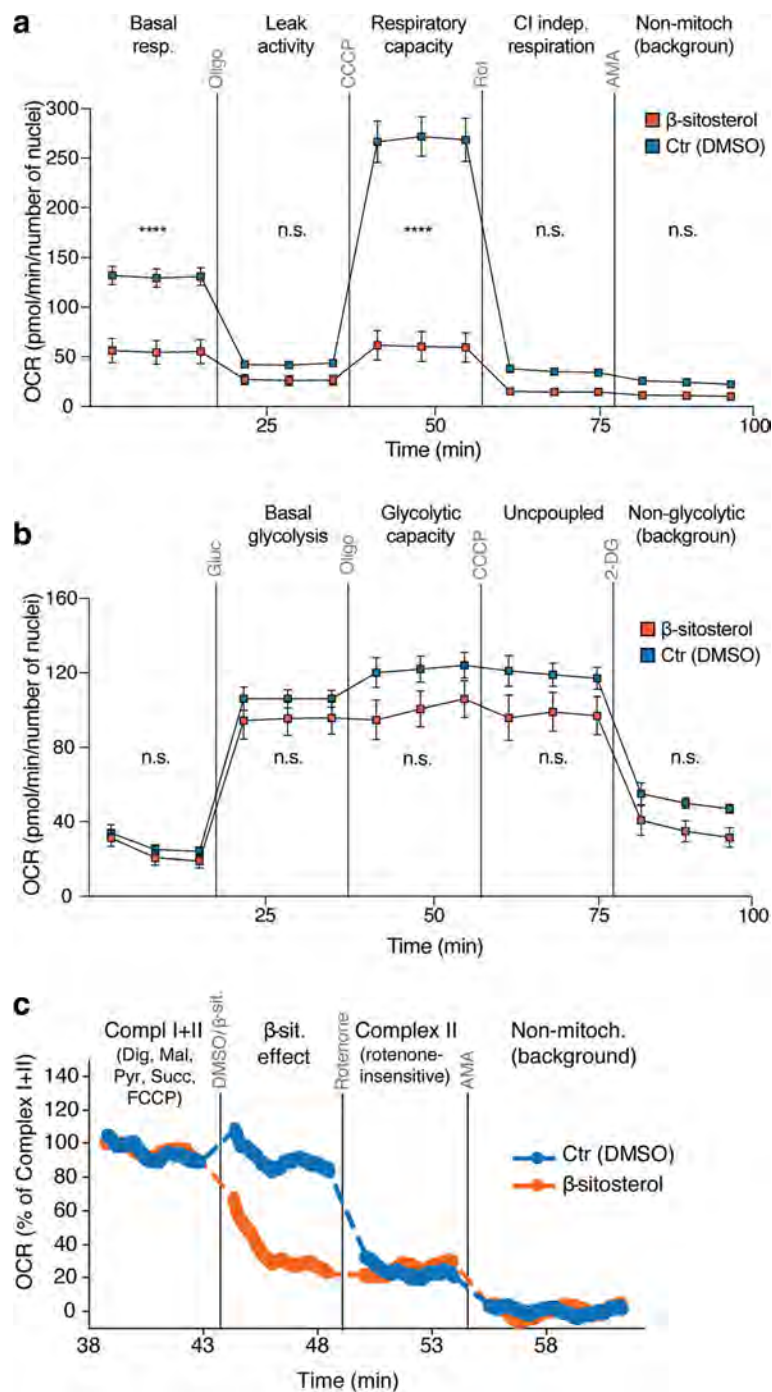 a
Basal
resp.
Leak
activity
Respiratory
capacity
CI indep.
respiration
Non-mitoch
(backgroun)
Oligo
CCCP
Rot
AMA
OCR (pmol/min/number of nuclei)
300
250
200
150
100
50
0
β-sitosterol
Ctr (DMSO)
****
n.s.
****
n.s.
n.s.
25
50
75
100
Time (min)
b
Basal
glycolysis
Glycolytic
capacity
Uncpoupled
Non-glycolytic
(backgroun)
Gluc
Oligo
CCCP
2-DG
OCR (pmol/min/number of nuclei)
160
120
80
40
0
β-sitosterol
Ctr (DMSO)
n.s.
n.s.
n.s.
n.s.
n.s.
25
50
75
100
Time (min)
c
Compl I+II
(Dig, Mal,
Pyr, Succ,
FCCP)
DMSO/β-sit.
β-sit.
effect
Rotenone
Complex II
(rotenone-
insensitive)
AMA
Non-mitoch.
(background)
OCR (% of Complex I+II)
140
120
100
80
60
40
20
0
Ctr (DMSO)
β-sitosterol
38
43
48
53
58
Time (min)